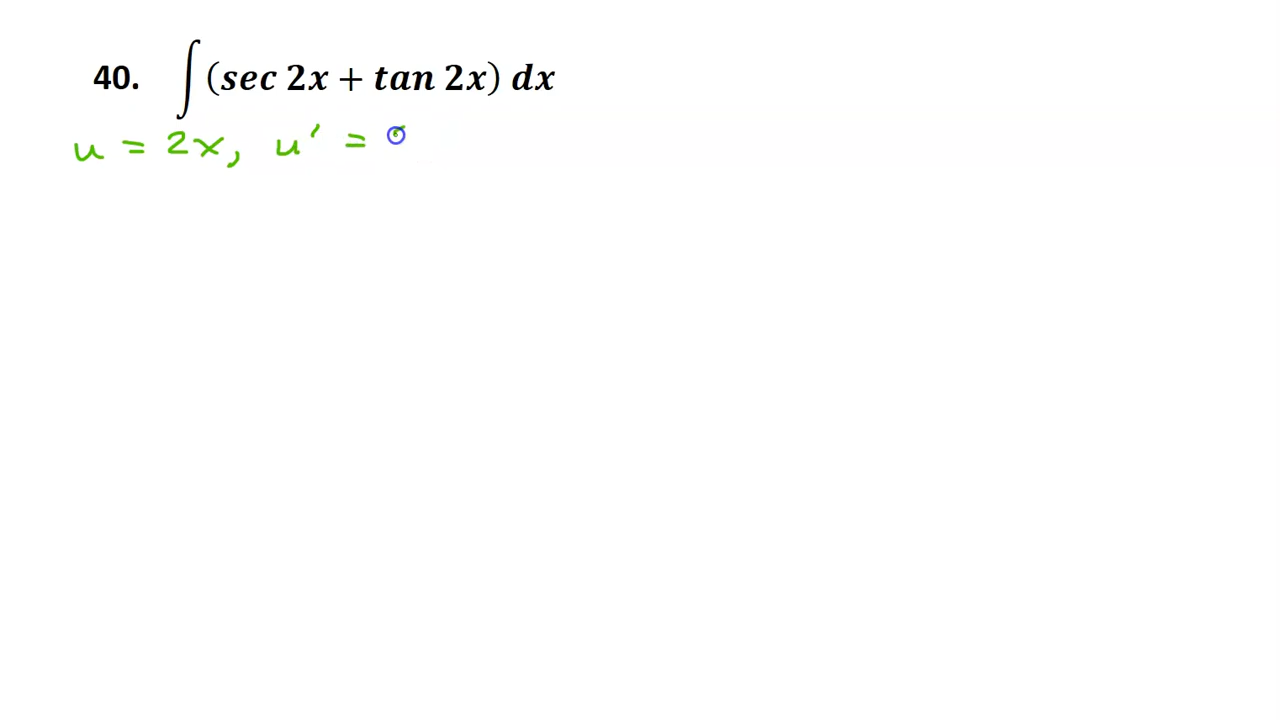 40. ∫(sec 2x + tan 2x) dx
u = 2x, u' =